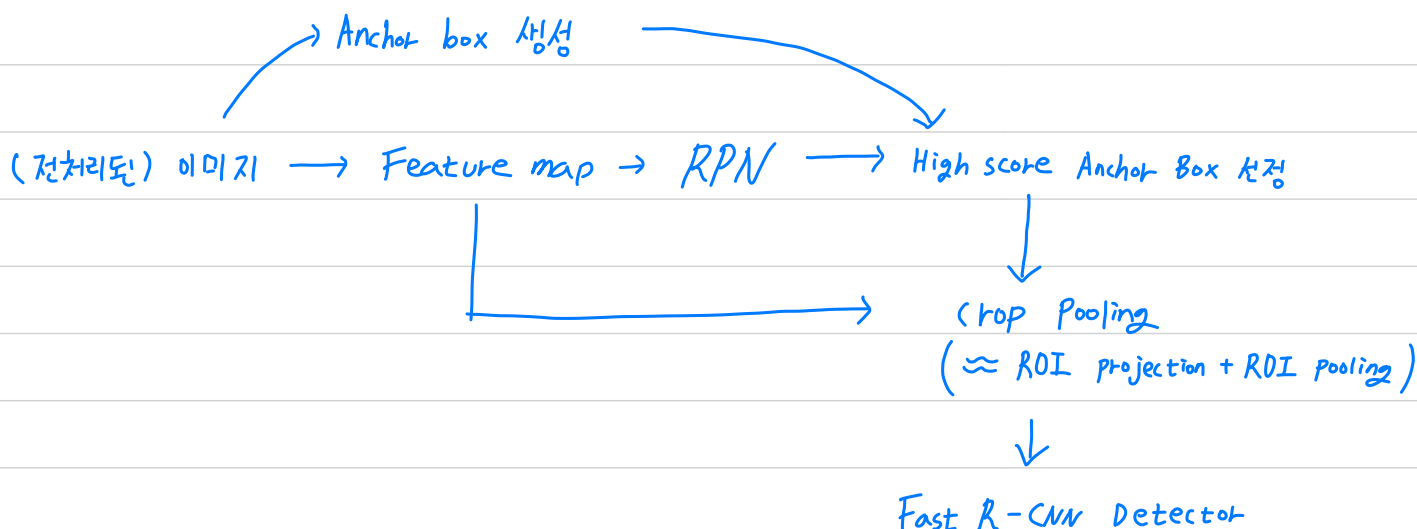 Anchor box 생성
(전처리된) 이미지 → Feature map → RPN → High score Anchor Box 선정
Crop Pooling
(≈ ROI projection + ROI pooling)
Fast R-CNN Detector